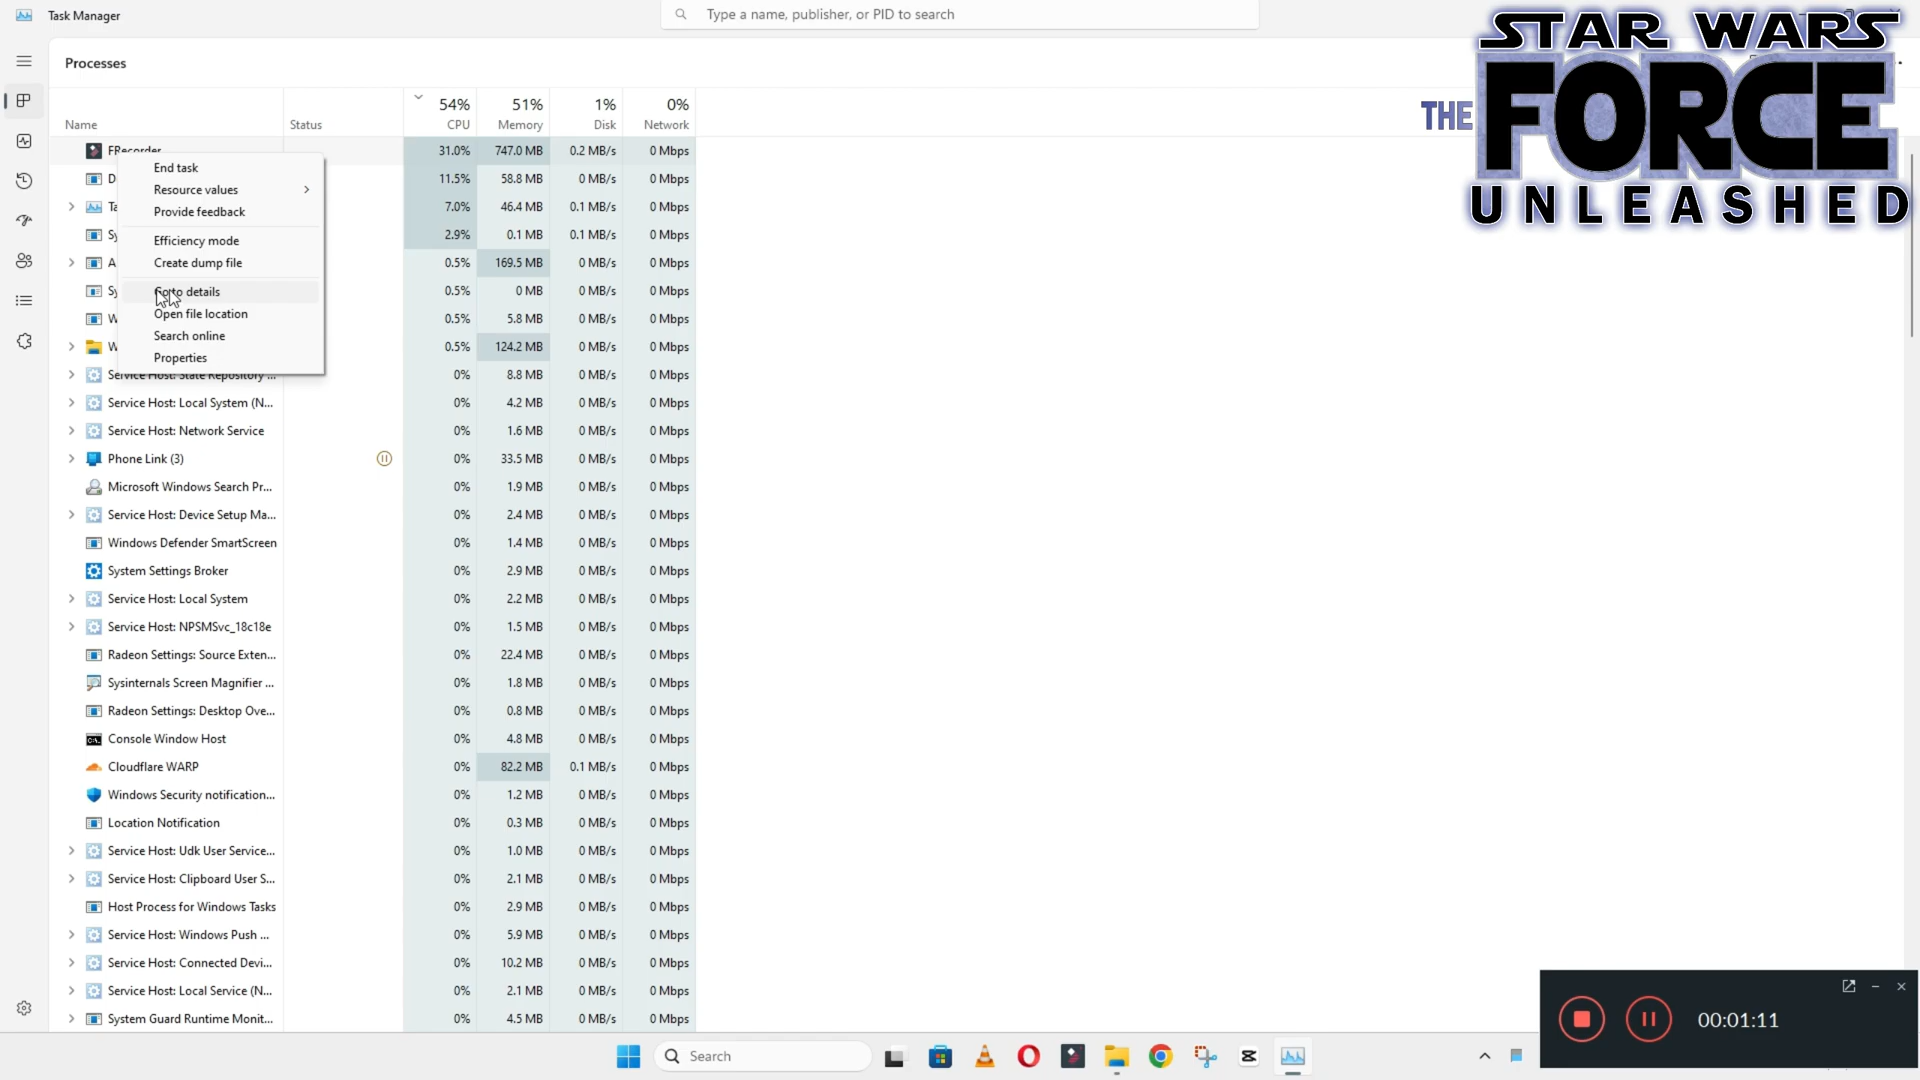 Task Manager
Type a name, publisher, or PID to search
STAR WARS
THE FORCE
UNLEASHED
Processes
54% 51% 1% 0%
Name Status CPU Memory Disk Network
FRecorder 31.0% 747.0 MB 0.2 MB/s 0 Mbps
End task
Resource values
Provide feedback
Efficiency mode
Create dump file
Go to details
Open file location
Search online
Properties
11.5% 58.8 MB 0 MB/s 0 Mbps
7.0% 46.4 MB 0.1 MB/s 0 Mbps
2.9% 0.1 MB 0.1 MB/s 0 Mbps
0.5% 169.5 MB 0 MB/s 0 Mbps
0.5% 0 MB 0 MB/s 0 Mbps
0.5% 5.8 MB 0 MB/s 0 Mbps
0.5% 124.2 MB 0 MB/s 0 Mbps
Service Host: State Repository ... 0% 8.8 MB 0 MB/s 0 Mbps
Service Host: Local System (N... 0% 4.2 MB 0 MB/s 0 Mbps
Service Host: Network Service 0% 1.6 MB 0 MB/s 0 Mbps
Phone Link (3) 0% 33.5 MB 0 MB/s 0 Mbps
Microsoft Windows Search Pr... 0% 1.9 MB 0 MB/s 0 Mbps
Service Host: Device Setup Ma... 0% 2.4 MB 0 MB/s 0 Mbps
Windows Defender SmartScreen 0% 1.4 MB 0 MB/s 0 Mbps
System Settings Broker 0% 2.9 MB 0 MB/s 0 Mbps
Service Host: Local System 0% 2.2 MB 0 MB/s 0 Mbps
Service Host: NPSMSvc_18c18e 0% 1.5 MB 0 MB/s 0 Mbps
Radeon Settings: Source Exten... 0% 22.4 MB 0 MB/s 0 Mbps
Sysinternals Screen Magnifier ... 0% 1.8 MB 0 MB/s 0 Mbps
Radeon Settings: Desktop Ove... 0% 0.8 MB 0 MB/s 0 Mbps
Console Window Host 0% 4.8 MB 0 MB/s 0 Mbps
Cloudflare WARP 0% 82.2 MB 0.1 MB/s 0 Mbps
Windows Security notification... 0% 1.2 MB 0 MB/s 0 Mbps
Location Notification 0% 0.3 MB 0 MB/s 0 Mbps
Service Host: Udk User Service... 0% 1.0 MB 0 MB/s 0 Mbps
Service Host: Clipboard User S... 0% 2.1 MB 0 MB/s 0 Mbps
Host Process for Windows Tasks 0% 2.9 MB 0 MB/s 0 Mbps
Service Host: Windows Push ... 0% 5.9 MB 0 MB/s 0 Mbps
Service Host: Connected Devi... 0% 10.2 MB 0 MB/s 0 Mbps
Service Host: Local Service (N... 0% 2.1 MB 0 MB/s 0 Mbps
System Guard Runtime Monit... 0% 4.5 MB 0 MB/s 0 Mbps
00:01:11
Search